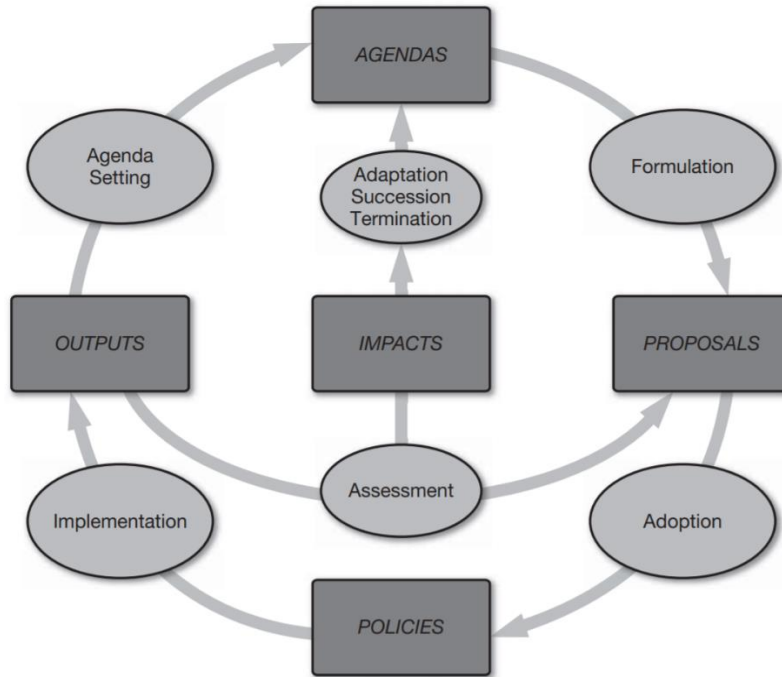 AGENDAS
Agenda
Setting
Adaptation
Succession
Termination
Formulation
OUTPUTS
IMPACTS
PROPOSALS
Implementation
Assessment
Adoption
POLICIES